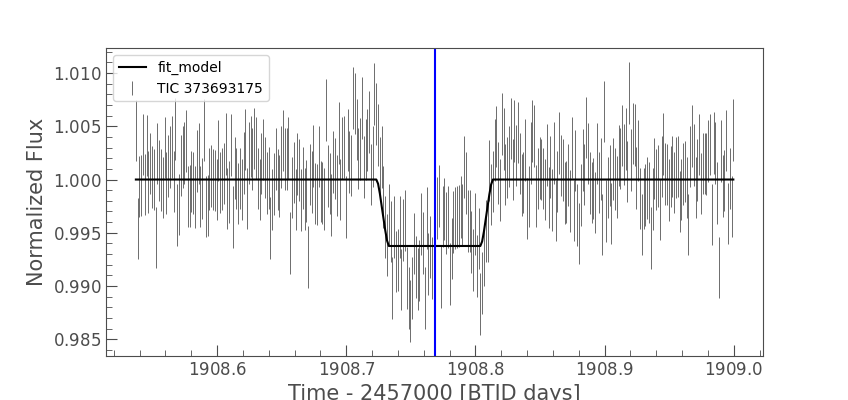 fit_model
TIC 373693175
1.010
1.005
1.000
0.995
0.990
0.985
Normalized Flux
1908.6 1908.7 1908.8 1908.9 1909.0
Time - 2457000 [BTJD days]